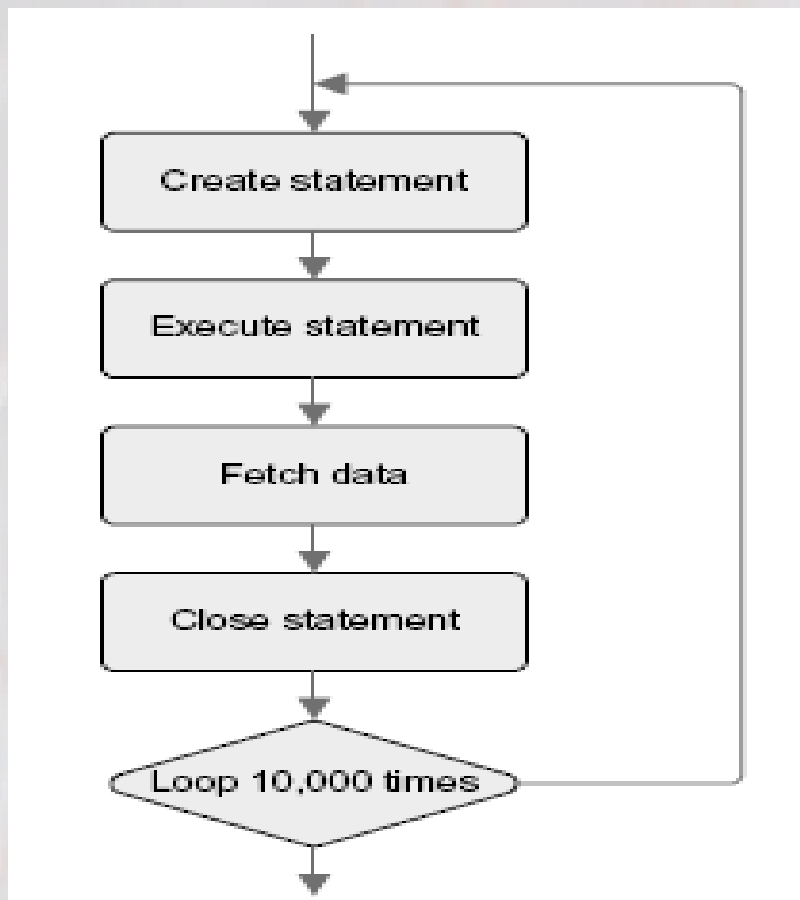 Create statement
Execute statement
Fetch data
Close statement
Loop 10,000 times